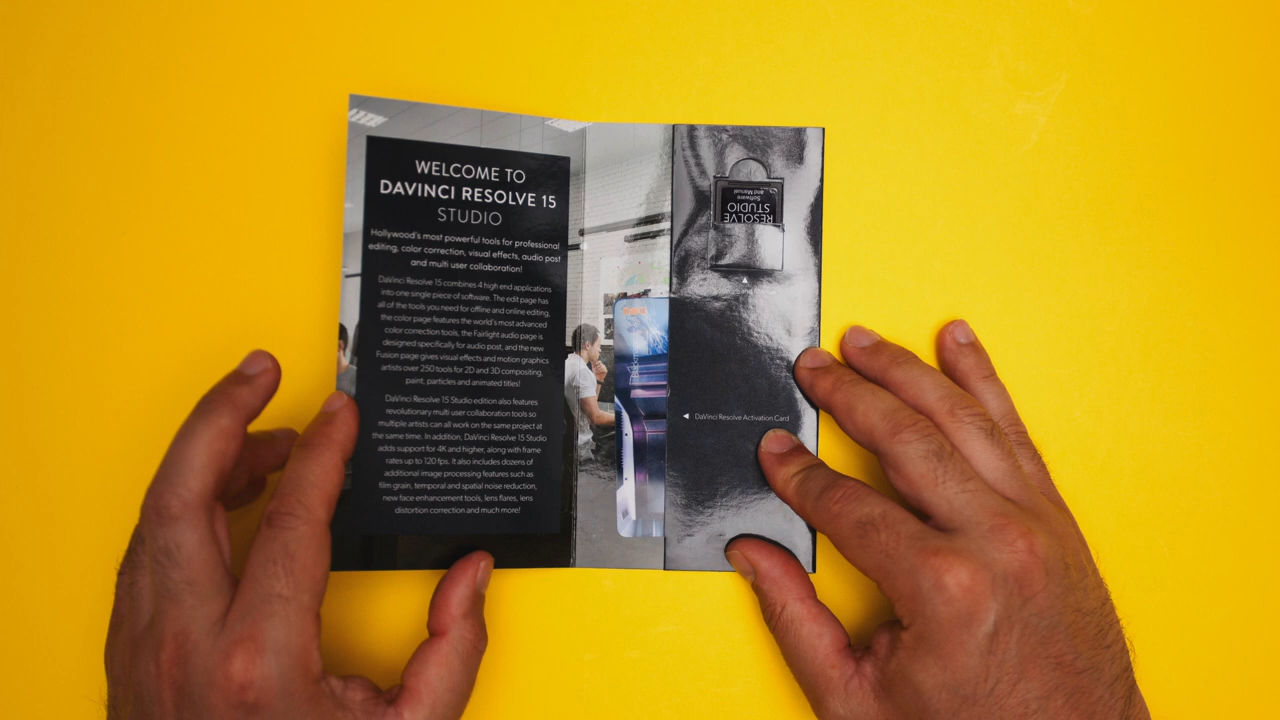 WELCOME TO
DAVINCI RESOLVE 15
STUDIO
Hollywood's most powerful tools for professional
editing, color correction, visual effects, audio post
and multi user collaboration!
DaVinci Resolve 15 combines 4 high end applications
into one single piece of software. The edit page has
all of the tools you need for offline and online editing,
the color page features the world's most advanced
color correction tools, the Fairlight audio page is
designed specifically for audio post, and the new
Fusion page gives visual effects and motion graphics
artists over 250 tools for 2D and 3D compositing,
paint, particles and animated titles!
DaVinci Resolve 15 Studio edition also features
revolutionary multi user collaboration tools so
multiple artists can all work on the same project at
the same time. In addition, DaVinci Resolve 15 Studio
adds support for 4K and higher, along with frame
rates up to 120 fps. It also includes dozens of
additional image processing features such as
film grain, temporal and spatial noise reduction,
new face enhancement tools, lens flares, lens
distortion correction and much more!
RESOLVE
STUDIO
Software
and Manual
DaVinci Resolve Activation Card